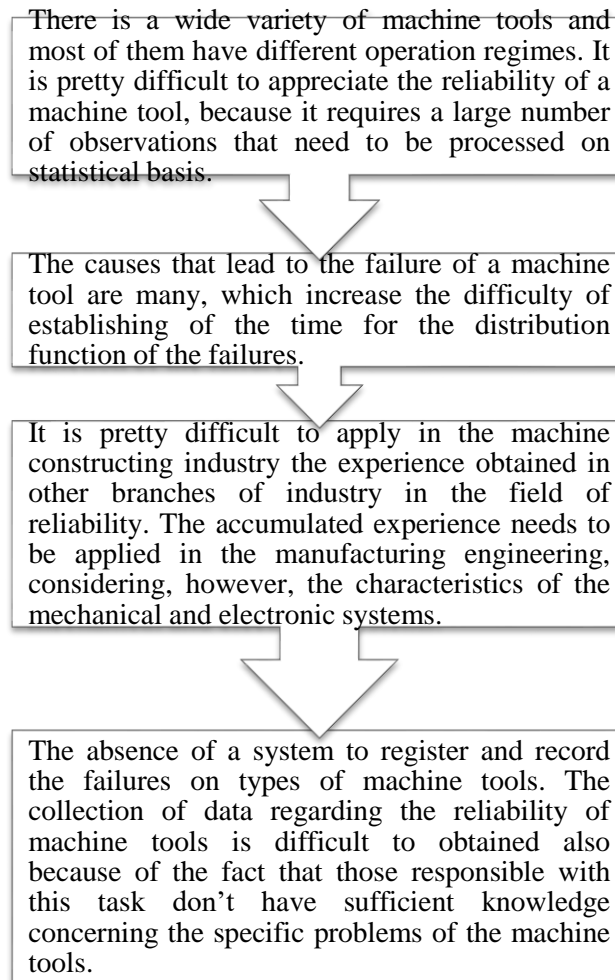 There is a wide variety of machine tools and
most of them have different operation regimes. It
is pretty difficult to appreciate the reliability of a
machine tool, because it requires a large number
of observations that need to be processed on
statistical basis.
The causes that lead to the failure of a machine
tool are many, which increase the difficulty of
establishing of the time for the distribution
function of the failures.
It is pretty difficult to apply in the machine
constructing industry the experience obtained in
other branches of industry in the field of
reliability. The accumulated experience needs to
be applied in the manufacturing engineering,
considering, however, the characteristics of the
mechanical and electronic systems.
The absence of a system to register and record
the failures on types of machine tools. The
collection of data regarding the reliability of
machine tools is difficult to obtained also
because of the fact that those responsible with
this task don’t have sufficient knowledge
concerning the specific problems of the machine
tools.